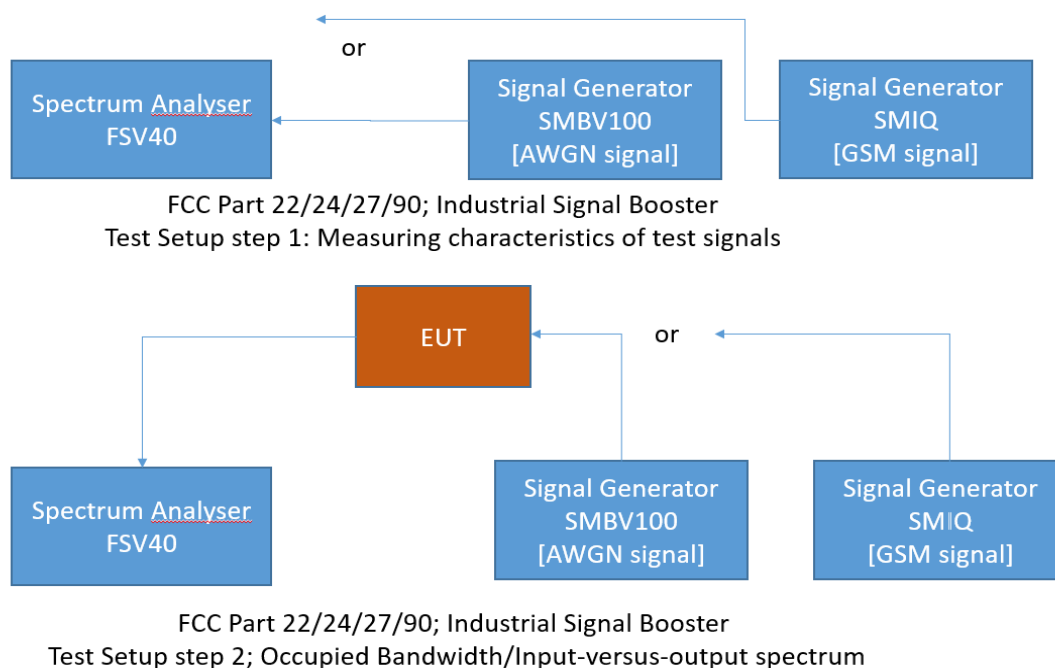 or
Spectrum Analyser
FSV40
Signal Generator
SMBV100
[AWGN signal]
Signal Generator
SMIQ
[GSM signal]
FCC Part 22/24/27/90; Industrial Signal Booster
Test Setup step 1: Measuring characteristics of test signals
EUT
or
Spectrum Analyser
FSV40
Signal Generator
SMBV100
[AWGN signal]
Signal Generator
SMIQ
[GSM signal]
FCC Part 22/24/27/90; Industrial Signal Booster
Test Setup step 2; Occupied Bandwidth/Input-versus-output spectrum